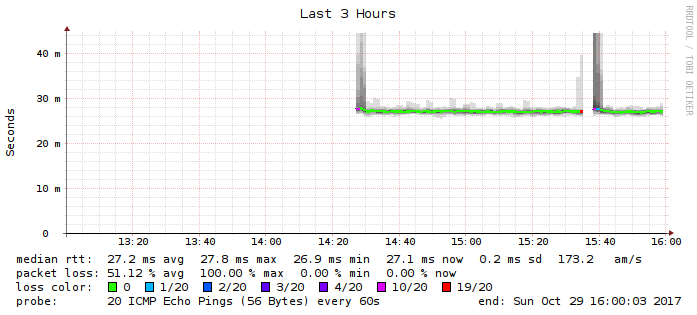 Last 3 Hours
RRDTOOL / TOBI OETIKER
Seconds
40 m
30 m
20 m
10 m
0
13:20 13:40 14:00 14:20 14:40 15:00 15:20 15:40 16:00
median rtt: 27.2 ms avg 27.8 ms max 26.9 ms min 27.1 ms now 0.2 ms sd 173.2 am/s
packet loss: 51.12 % avg 100.00 % max 0.00 % min 0.00 % now
loss color: 0 1/20 2/20 3/20 4/20 10/20 19/20
probe: 20 ICMP Echo Pings (56 Bytes) every 60s end: Sun Oct 29 16:00:03 2017